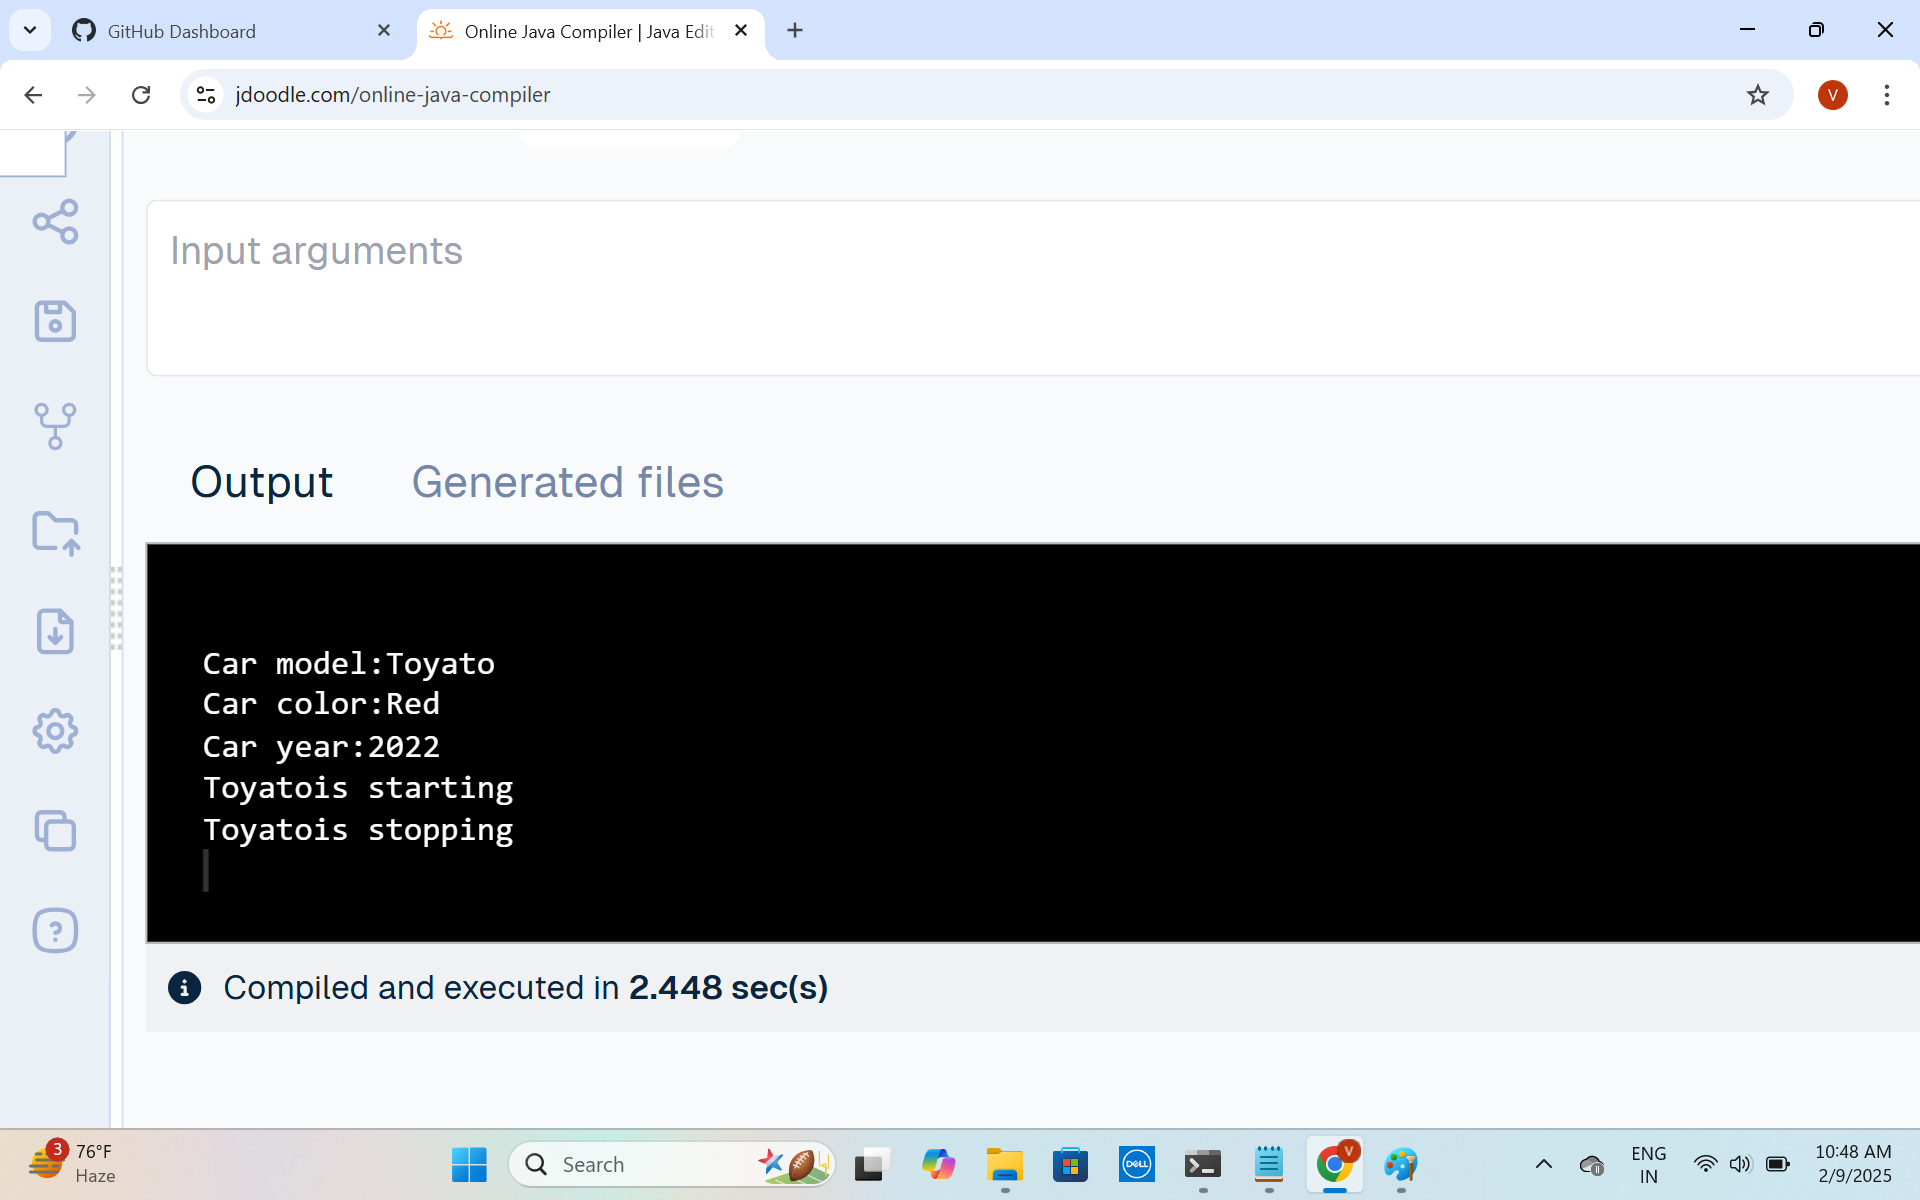 GitHub Dashboard
Online Java Compiler | Java Edit
jdoodle.com/online-java-compiler
V
Input arguments
Output
Generated files
Car model:Toyato
Car color:Red
Car year:2022
Toyatois starting
Toyatois stopping
Compiled and executed in 2.448 sec(s)
3
76°F
Haze
Search
DELL
V
ENG
IN
10:48 AM
2/9/2025